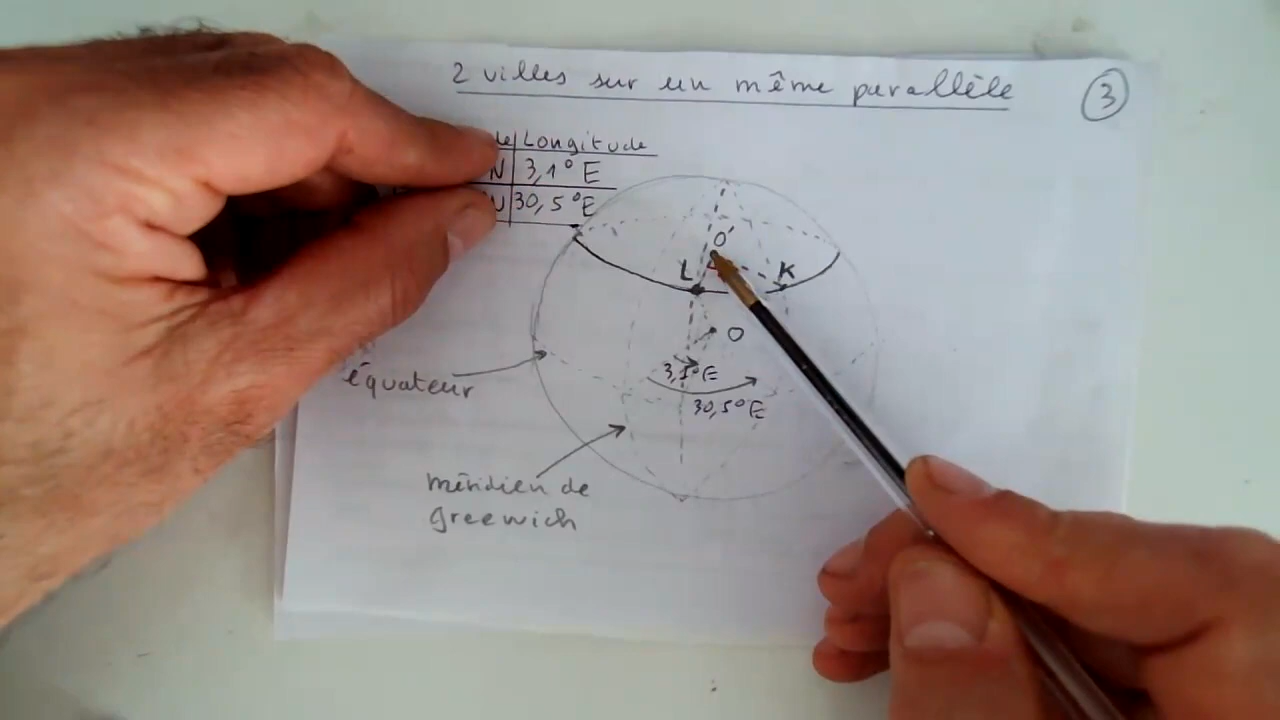 2 villes sur un même parallèle
3
de Longitude
N 3,1° E
N 30,5°E
O'
L K
O
3,1°E
équateur
30,5°E
méridien de
greewich